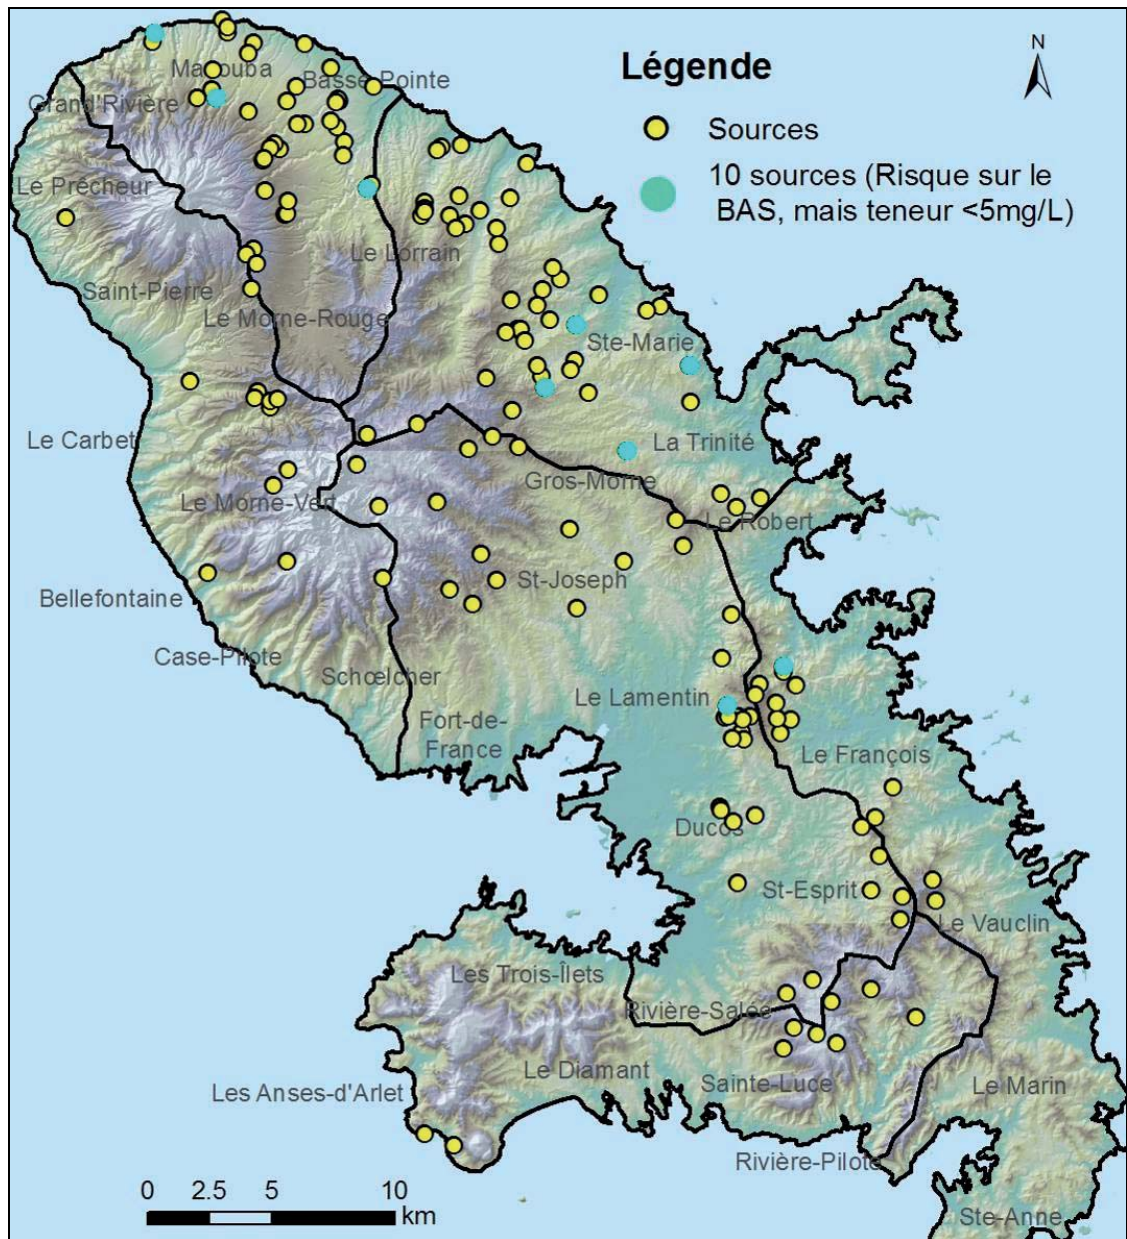 Légende
N
Sources
10 sources (Risque sur le
BAS, mais teneur <5mg/L)
Macouba
Basse-Pointe
Grand'Rivière
Le Prêcheur
Le Lorrain
Saint-Pierre
Le Morne-Rouge
Ste-Marie
Le Carbet
La Trinité
Gros-Morne
Le Morne-Vert
Le Robert
St-Joseph
Bellefontaine
Case-Pilote
Schœlcher
Le Lamentin
Fort-de-
France
Le François
Ducos
St-Esprit
Le Vauclin
Les Trois-Îlets
Rivière-Salée
Le Diamant
Sainte-Luce
Le Marin
Les Anses-d'Arlet
Rivière-Pilote
0 2.5 5 10
km
Ste-Anne